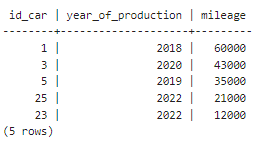 id_car | year_of_production | mileage
--------+--------------------+---------
1 | 2018 | 60000
3 | 2020 | 43000
5 | 2019 | 35000
25 | 2022 | 21000
23 | 2022 | 12000
(5 rows)